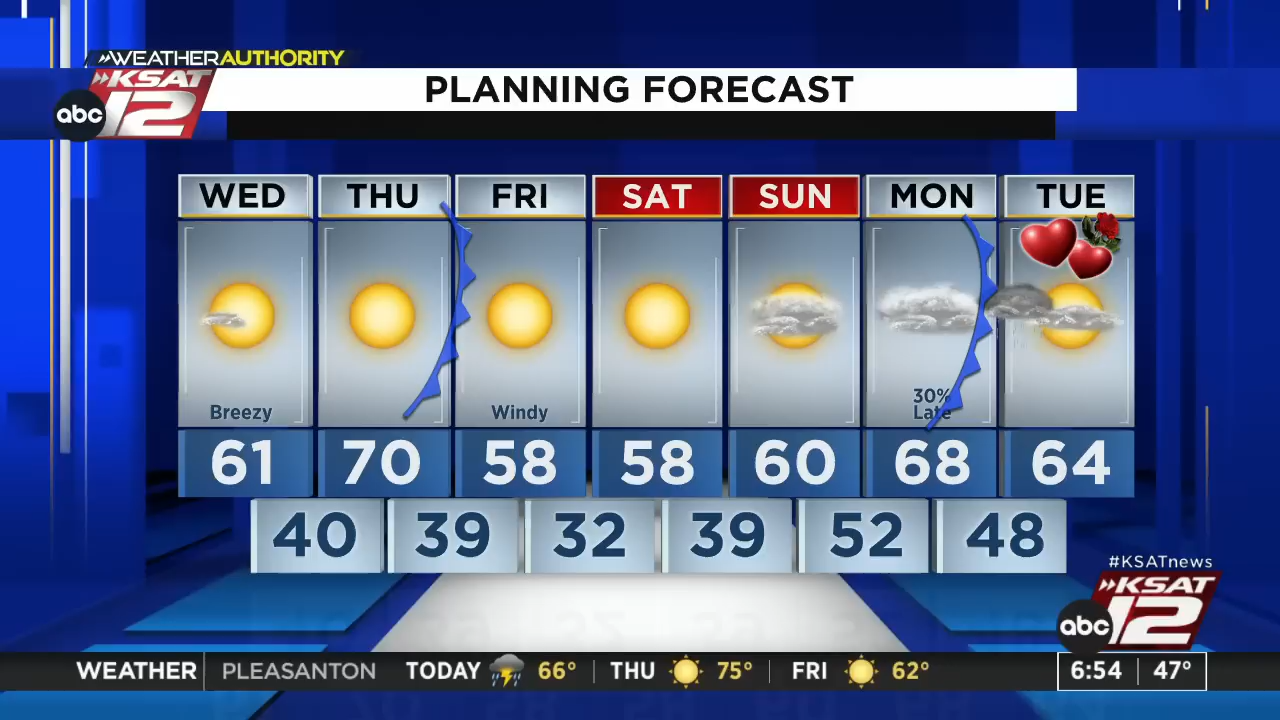 WEATHER AUTHORITY
KSAT
abc 12
PLANNING FORECAST
WED THU FRI SAT SUN MON TUE
Breezy Windy 30%
Late
61 70 58 58 60 68 64
40 39 32 39 52 48
#KSATnews
KSAT
abc 12
WEATHER PLEASANTON TODAY 66° THU 75° FRI 62° 6:54 47°